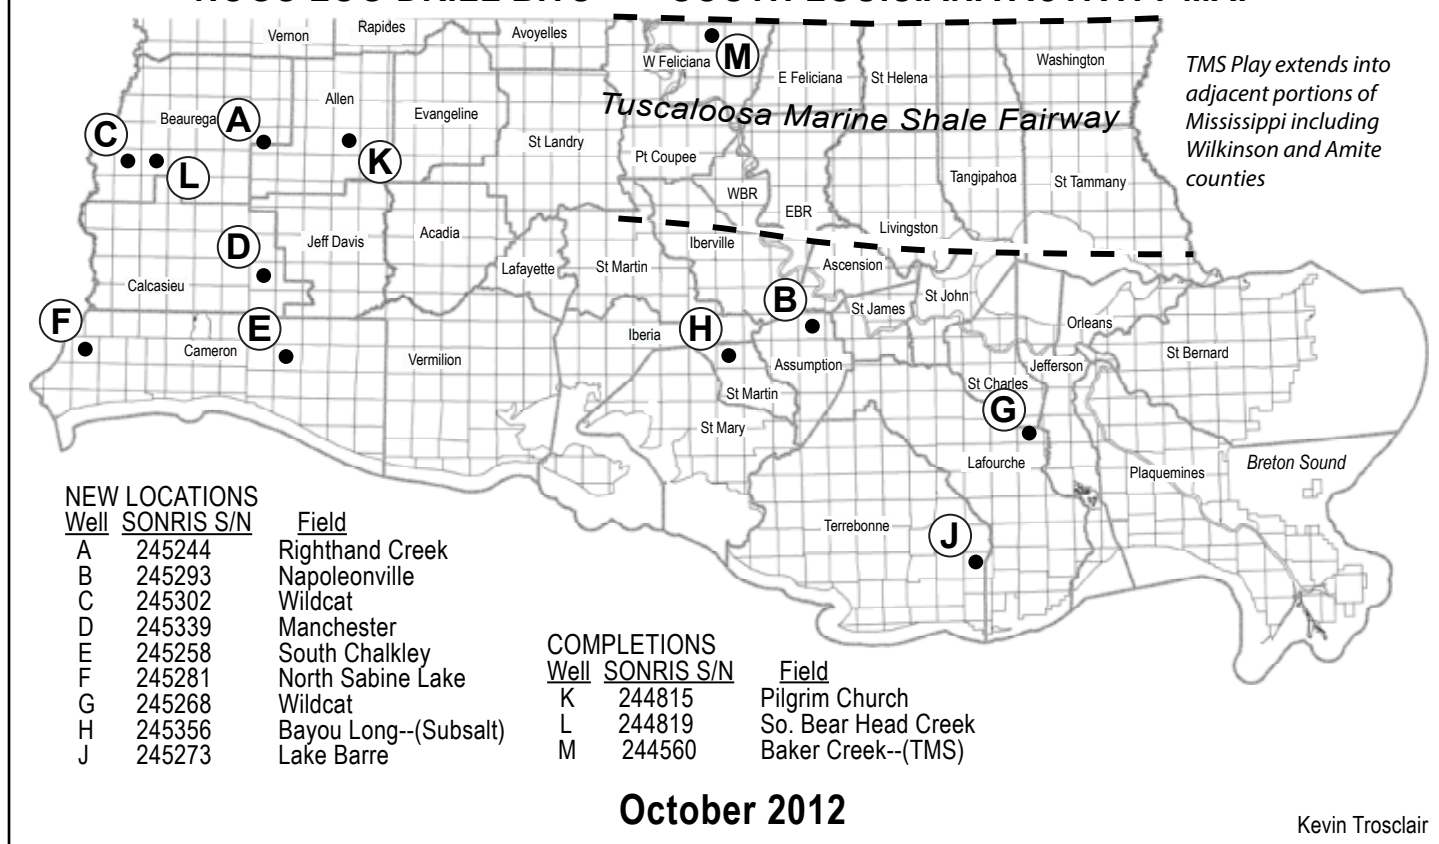 Vernon
Rapides
Avoyelles
W Feliciana
M
E Feliciana
St Helena
Washington
TMS Play extends into
adjacent portions of
Mississippi including
Wilkinson and Amite
counties
Tuscaloosa Marine Shale Fairway
Beaurega
A
Allen
Evangeline
C
L
K
St Landry
Pt Coupee
WBR
EBR
Tangipahoa
St Tammany
Livingston
D
Jeff Davis
Acadia
Lafayette
St Martin
Iberville
Ascension
Calcasieu
B
St James
St John
F
E
Cameron
Vermilion
Iberia
H
Assumption
Orleans
St Bernard
Jefferson
St Charles
St Martin
G
St Mary
Lafourche
Plaquemines
Breton Sound
Terrebonne
J
NEW LOCATIONS
Well SONRIS S/N Field
A 245244 Righthand Creek
B 245293 Napoleonville
C 245302 Wildcat
D 245339 Manchester
E 245258 South Chalkley
F 245281 North Sabine Lake
G 245268 Wildcat
H 245356 Bayou Long--(Subsalt)
J 245273 Lake Barre
COMPLETIONS
Well SONRIS S/N Field
K 244815 Pilgrim Church
L 244819 So. Bear Head Creek
M 244560 Baker Creek--(TMS)
October 2012
Kevin Trosclair